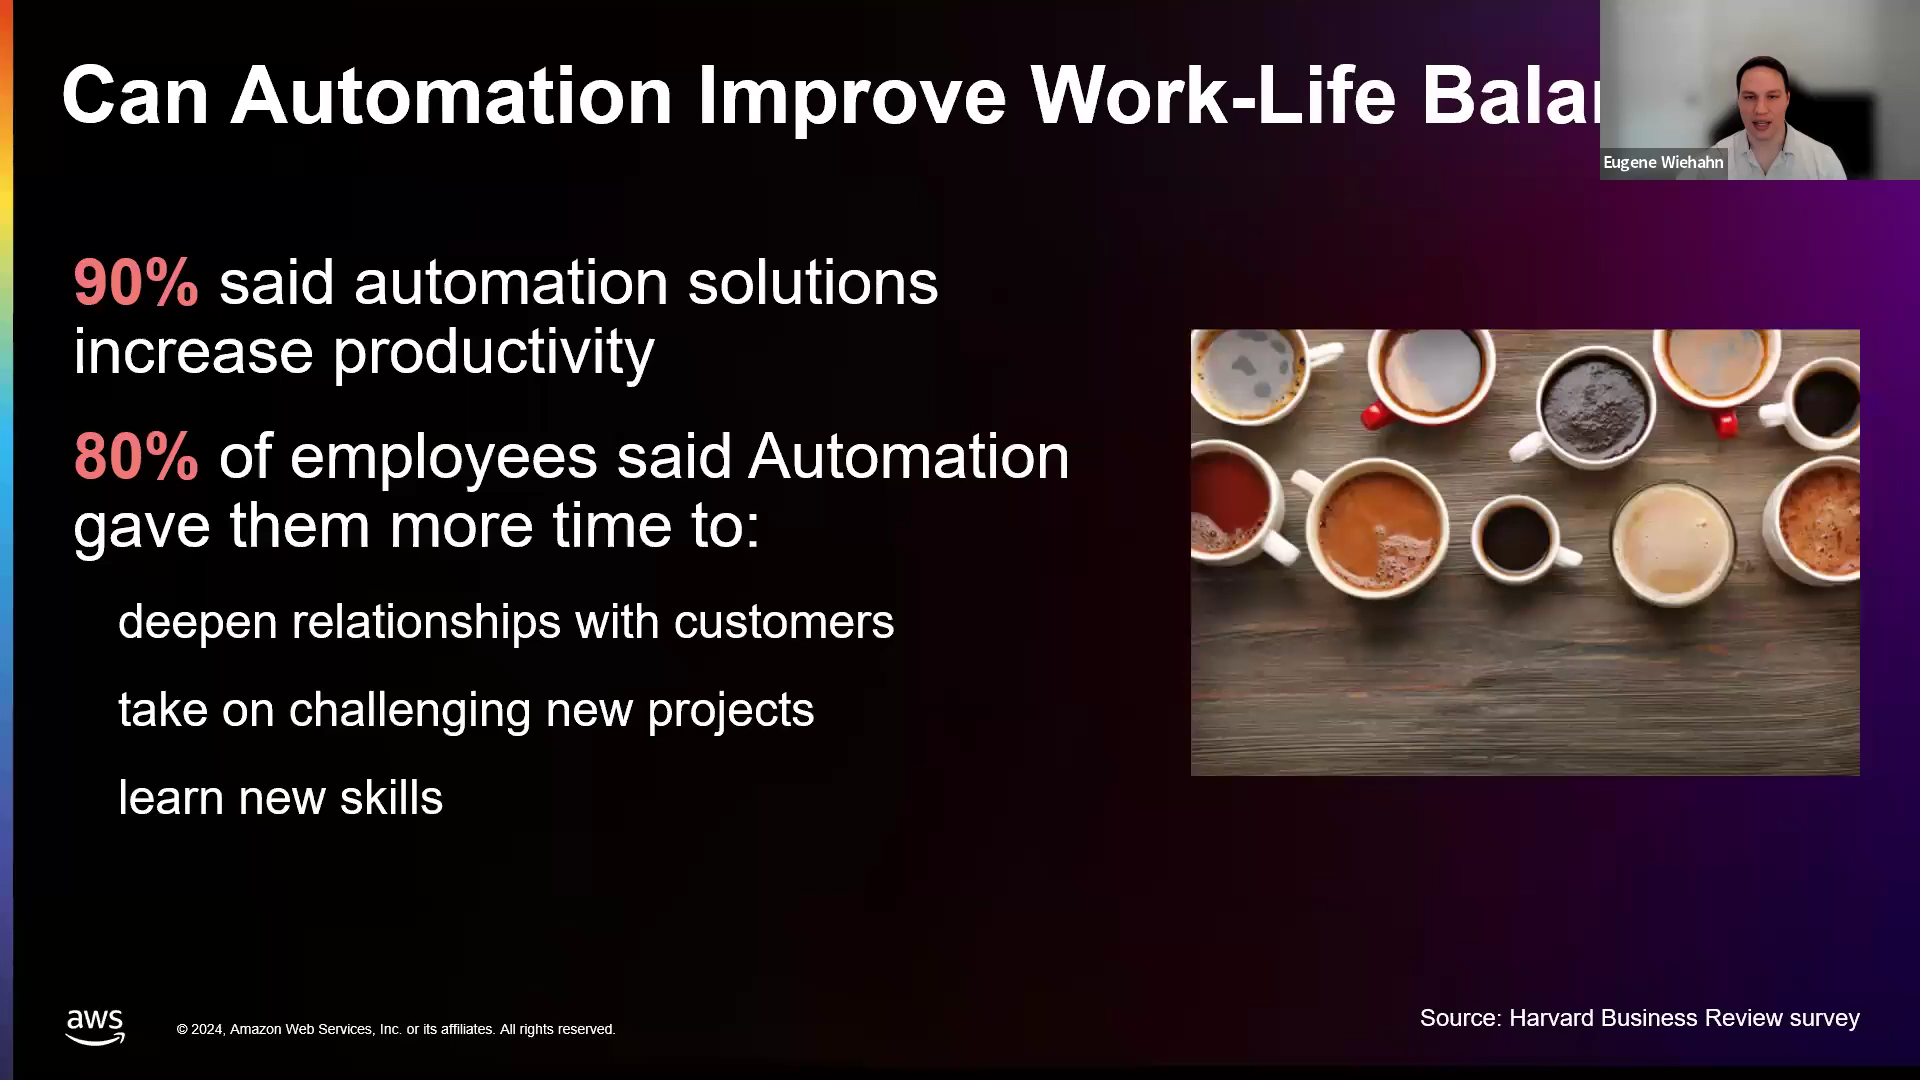 Can Automation Improve Work-Life
Eugene Wiehahn
90% said automation solutions
increase productivity
80% of employees said Automation
gave them more time to:
deepen relationships with customers
take on challenging new projects
learn new skills
aws
© 2024, Amazon Web Services, Inc. or its affiliates. All rights reserved.
Source: Harvard Business Review survey